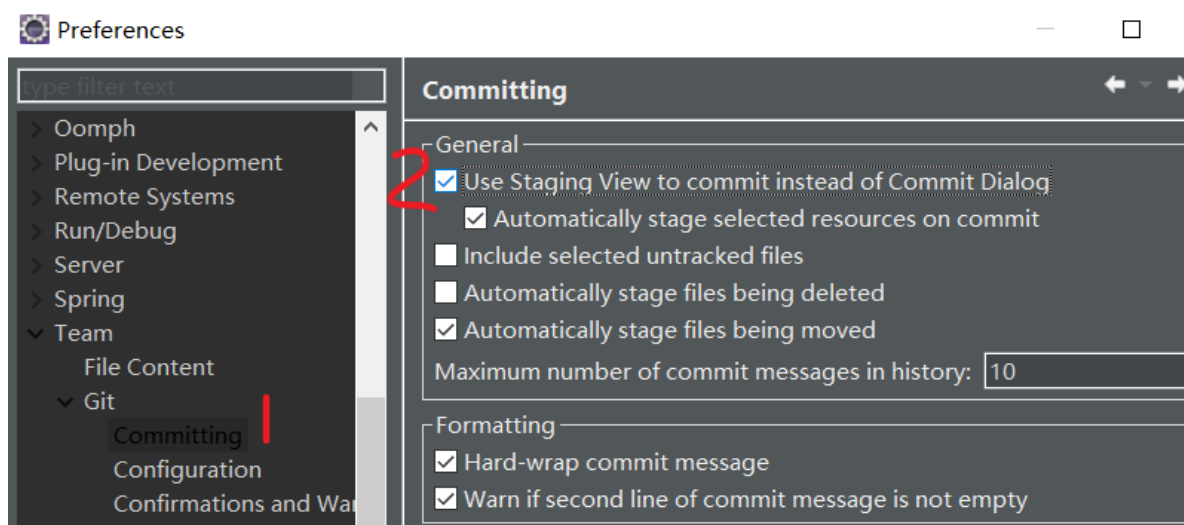 Preferences
type filter text
Oomph
Plug-in Development
Remote Systems
Run/Debug
Server
Spring
Team
File Content
Git
Committing
1
Configuration
Confirmations and War
Committing
General
2
Use Staging View to commit instead of Commit Dialog
Automatically stage selected resources on commit
Include selected untracked files
Automatically stage files being deleted
Automatically stage files being moved
Maximum number of commit messages in history: 10
Formatting
Hard-wrap commit message
Warn if second line of commit message is not empty